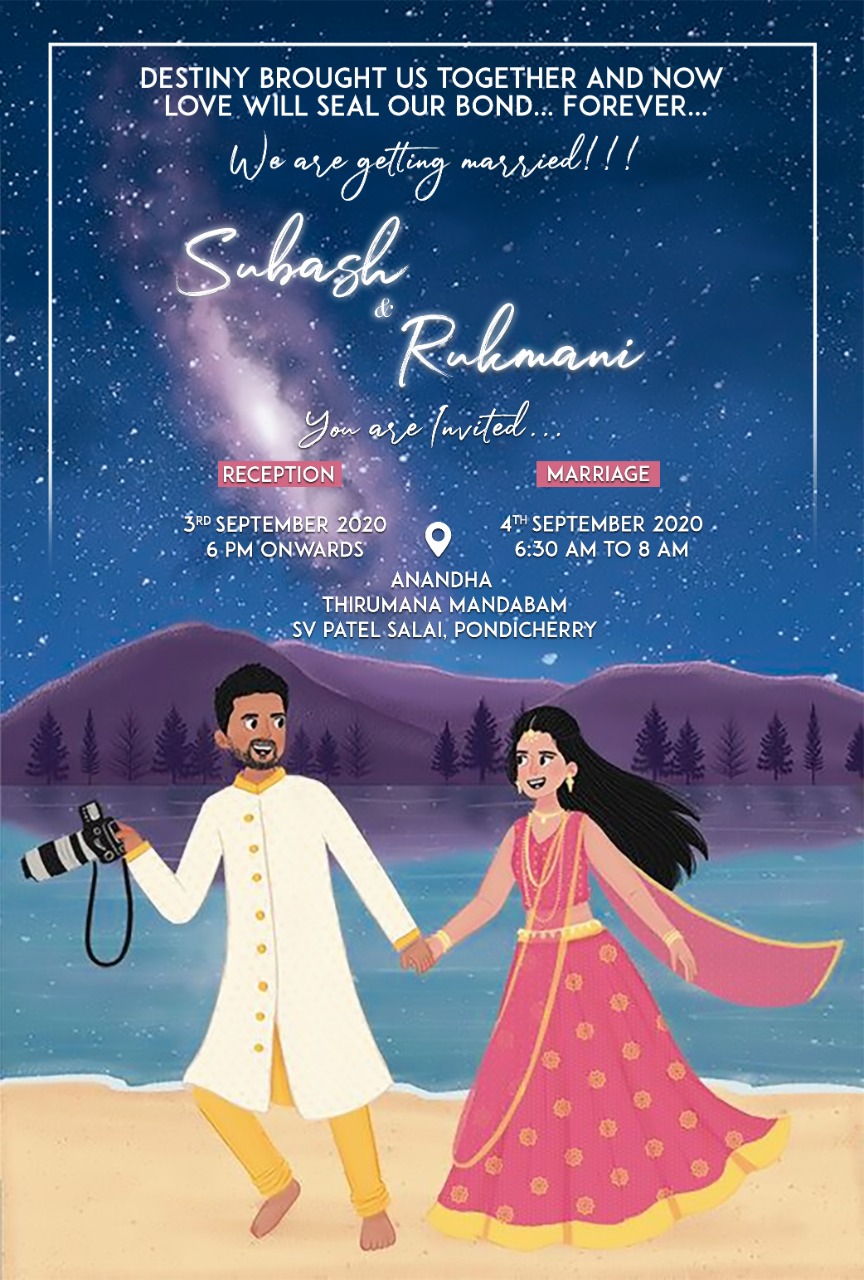 DESTINY BROUGHT US TOGETHER AND NOW
LOVE WILL SEAL OUR BOND... FOREVER...
We are getting married!!!
Subash
&
Rukmani
You are Invited...
RECEPTION
3RD SEPTEMBER 2020
6 PM ONWARDS
MARRIAGE
4TH SEPTEMBER 2020
6:30 AM TO 8 AM
ANANDHA
THIRUMANA MANDABAM
SV PATEL SALAI, PONDICHERRY